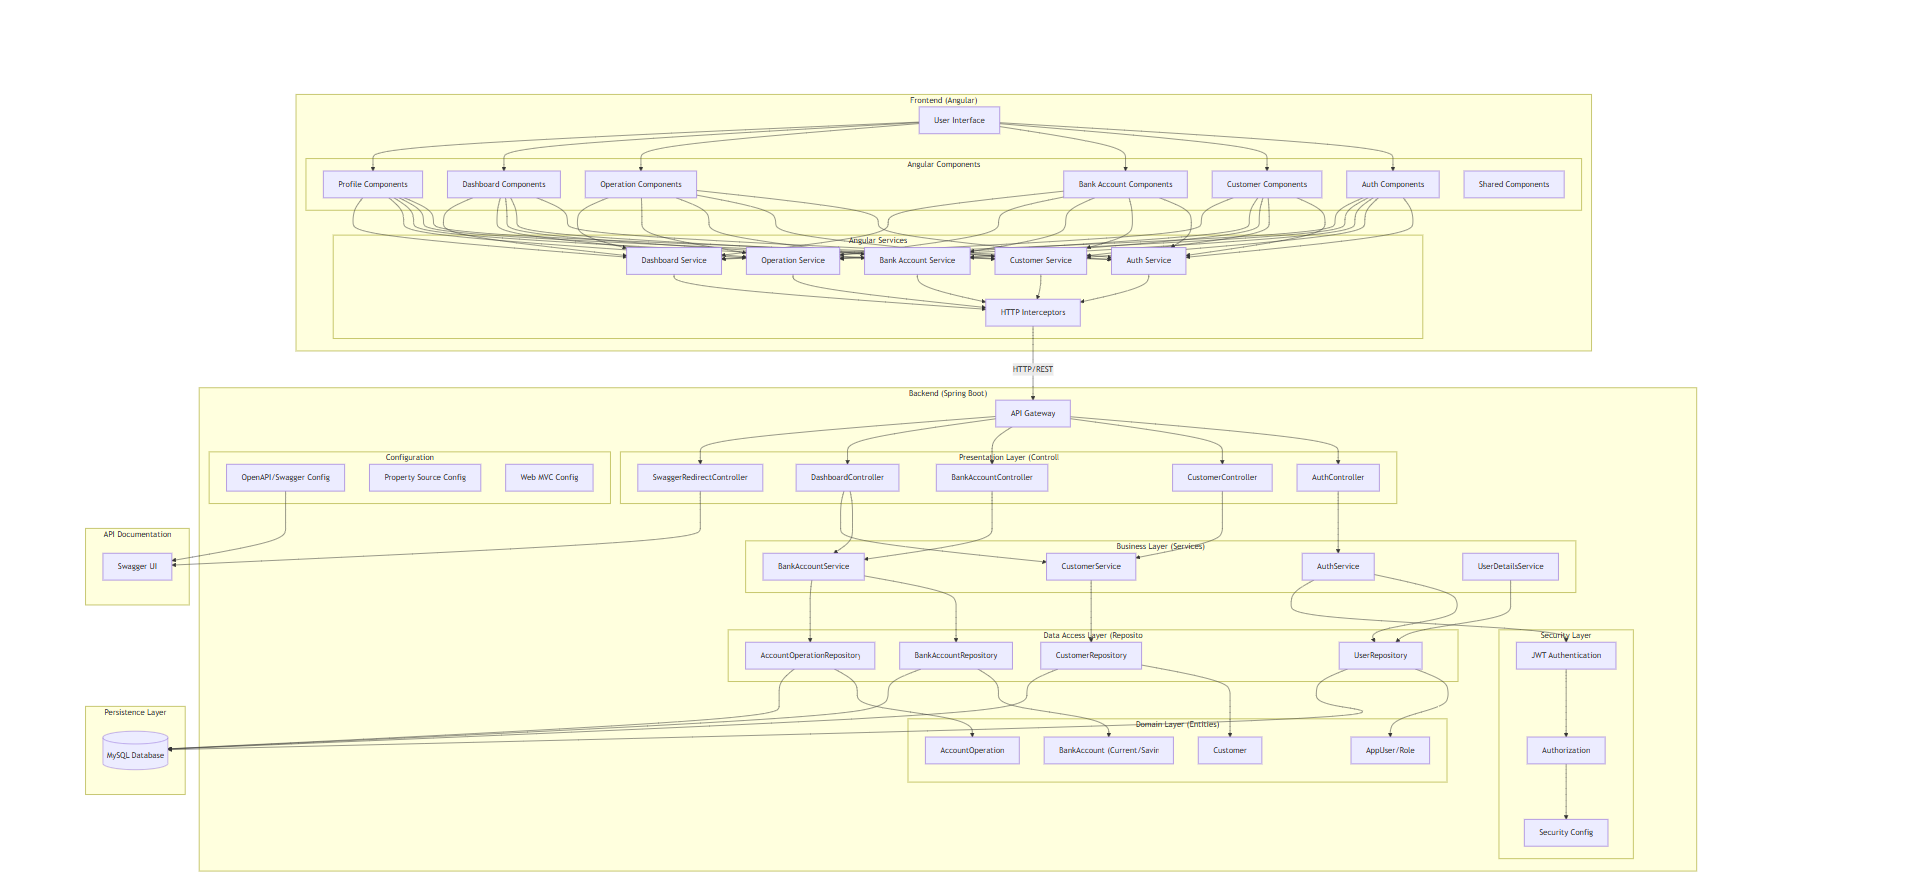 Frontend (Angular)
User Interface
Angular Components
Profile Components
Dashboard Components
Operation Components
Bank Account Components
Customer Components
Auth Components
Shared Components
Angular Services
Dashboard Service
Operation Service
Bank Account Service
Customer Service
Auth Service
HTTP Interceptors
HTTP/REST
Backend (Spring Boot)
API Gateway
Configuration
Presentation Layer (Controll
OpenAPI/Swagger Config
Property Source Config
Web MVC Config
SwaggerRedirectController
DashboardController
BankAccountController
CustomerController
AuthController
API Documentation
Swagger UI
Business Layer (Services)
BankAccountService
CustomerService
AuthService
UserDetailsService
Data Access Layer (Reposito
Security Layer
AccountOperationRepository
BankAccountRepository
CustomerRepository
UserRepository
JWT Authentication
Persistence Layer
MySQL Database
Domain Layer (Entities)
AccountOperation
BankAccount (Current/Savin
Customer
AppUser/Role
Authorization
Security Config